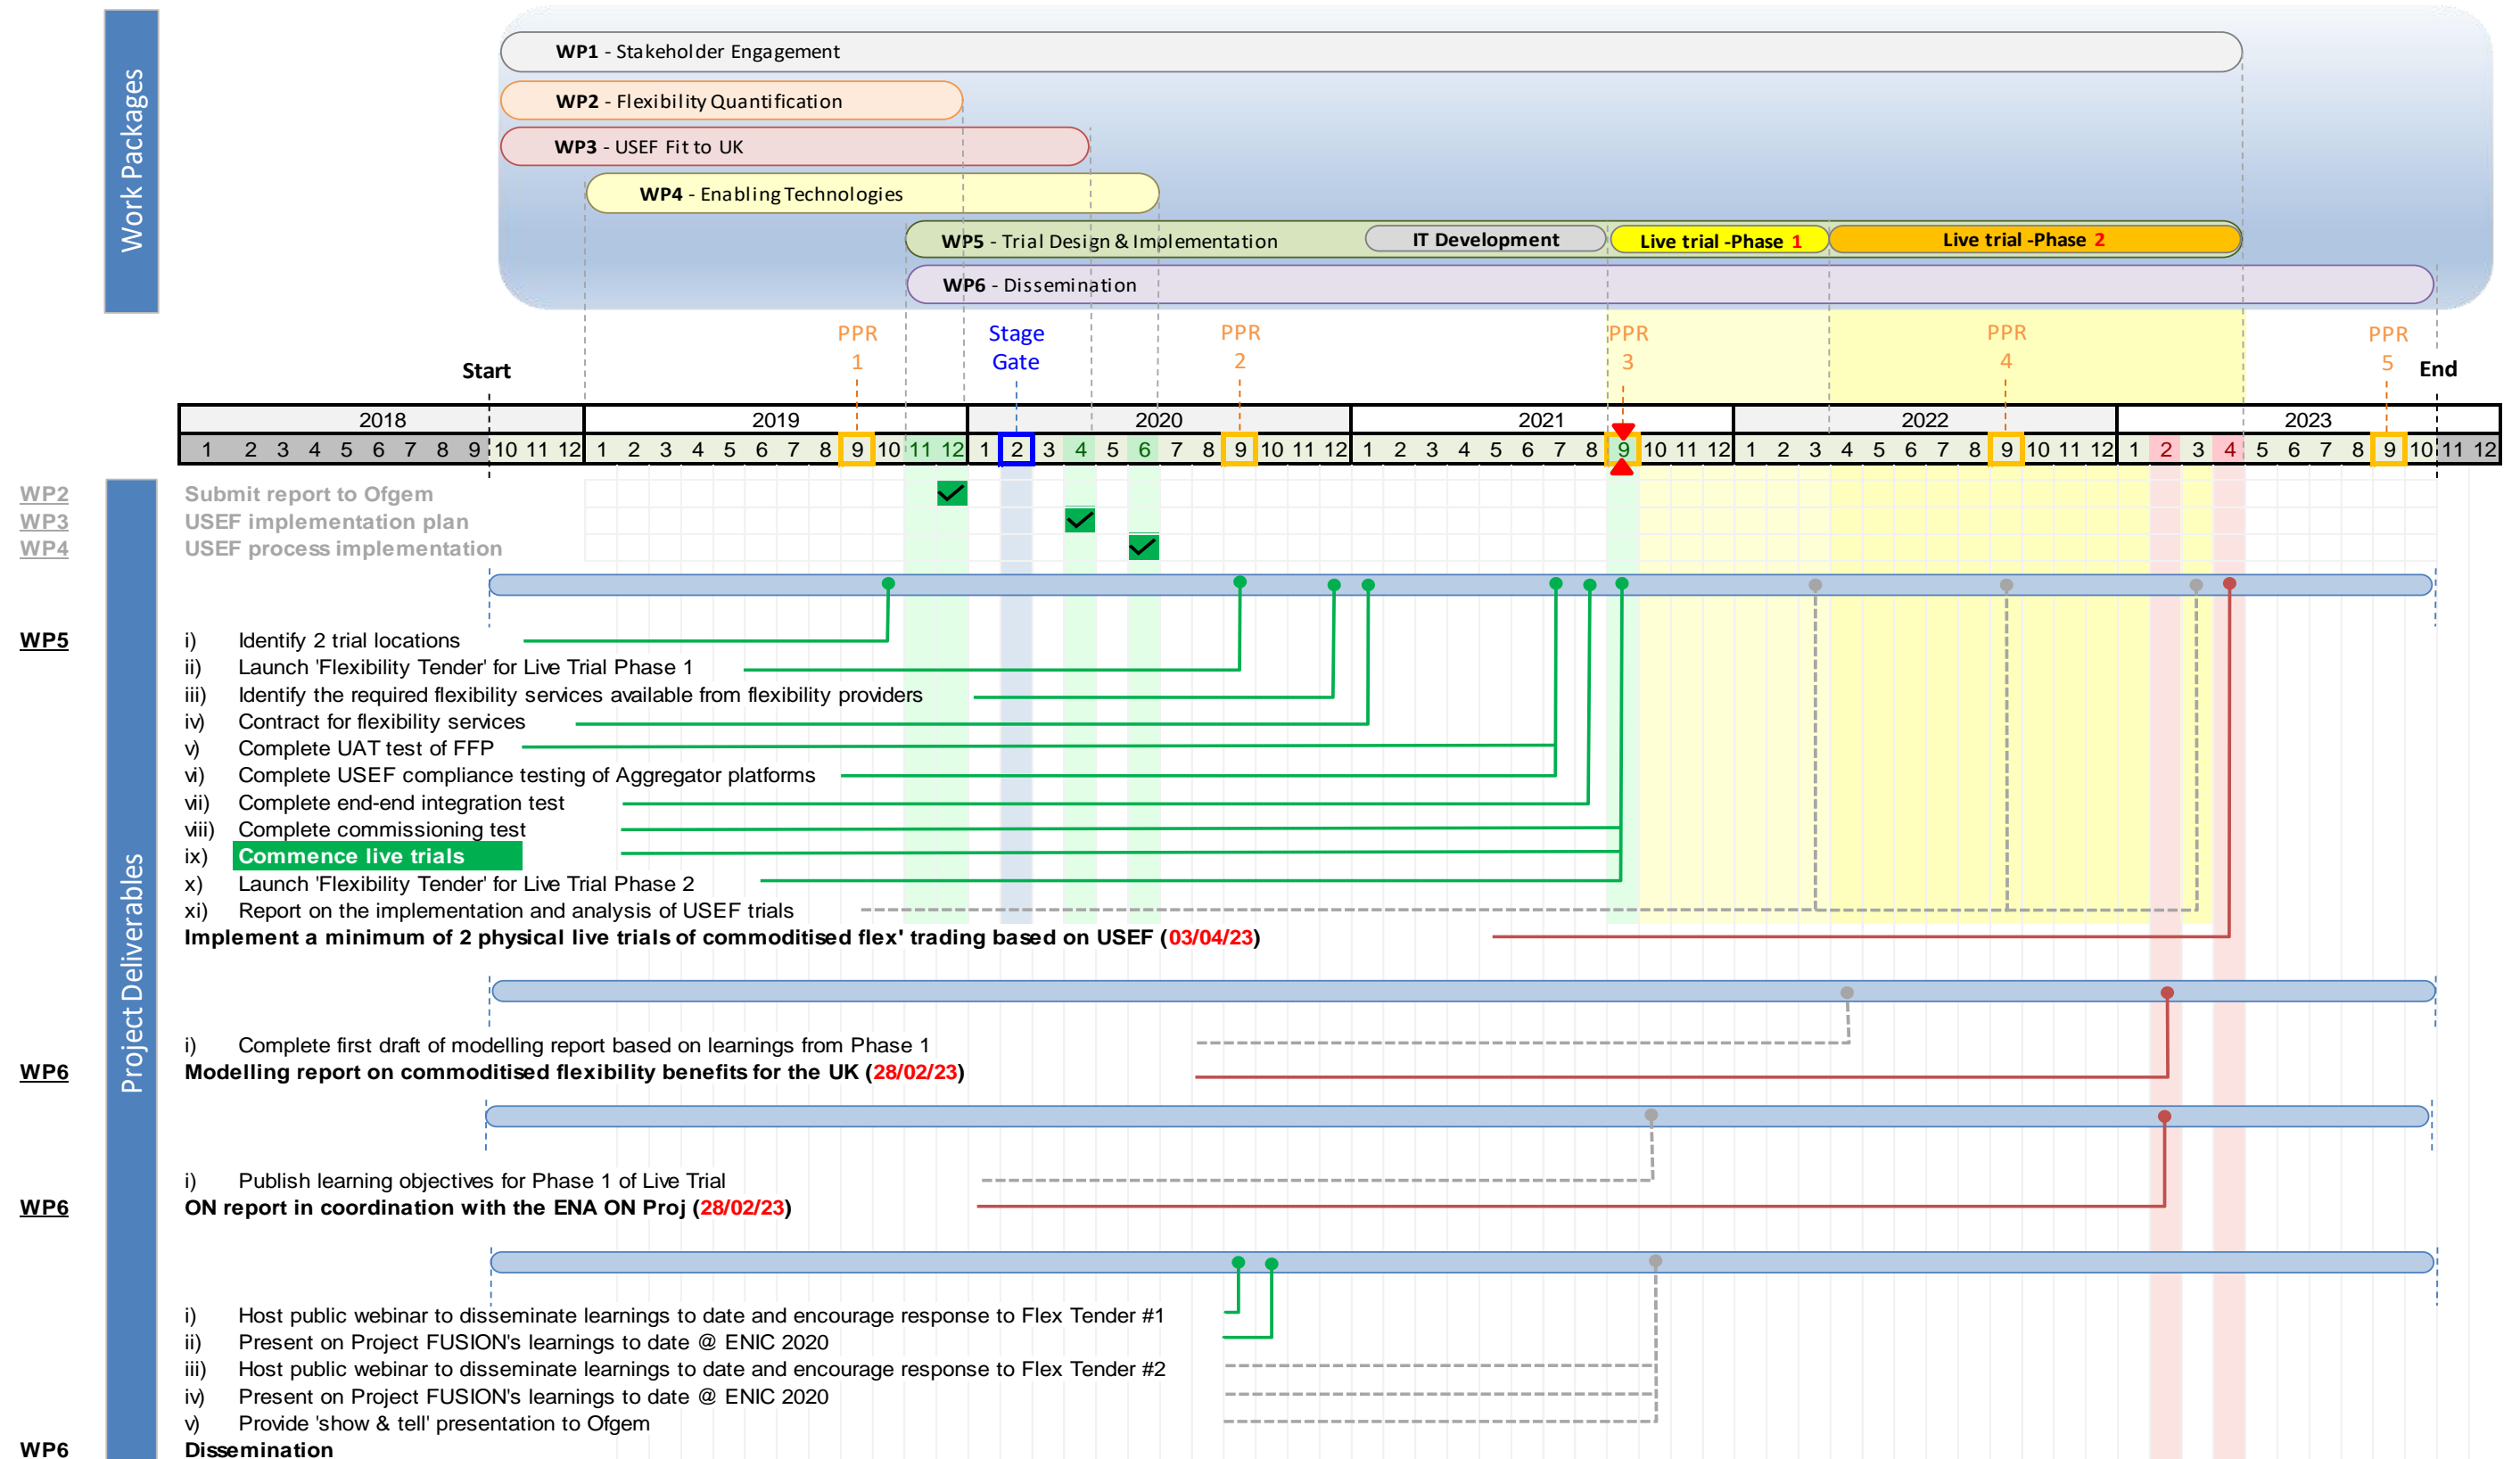 Work Packages
WP1 - Stakeholder Engagement
WP2 - Flexibility Quantification
WP3 - USEF Fit to UK
WP4 - Enabling Technologies
WP5 - Trial Design & Implementation
IT Development
Live trial -Phase 1
Live trial -Phase 2
WP6 - Dissemination
Start
PPR
1
Stage
Gate
PPR
2
PPR
3
PPR
4
PPR
5
End
2018 2019 2020 2021 2022 2023
1 2 3 4 5 6 7 8 9 10 11 12 1 2 3 4 5 6 7 8 9 10 11 12 1 2 3 4 5 6 7 8 9 10 11 12 1 2 3 4 5 6 7 8 9 10 11 12 1 2 3 4 5 6 7 8 9 10 11 12 1 2 3 4 5 6 7 8 9 10 11 12
Project Deliverables
WP2 Submit report to Ofgem
WP3 USEF implementation plan
WP4 USEF process implementation
WP5 i) Identify 2 trial locations
ii) Launch 'Flexibility Tender' for Live Trial Phase 1
iii) Identify the required flexibility services available from flexibility providers
iv) Contract for flexibility services
v) Complete UAT test of FFP
vi) Complete USEF compliance testing of Aggregator platforms
vii) Complete end-end integration test
viii) Complete commissioning test
ix) Commence live trials
x) Launch 'Flexibility Tender' for Live Trial Phase 2
xi) Report on the implementation and analysis of USEF trials
Implement a minimum of 2 physical live trials of commoditised flex' trading based on USEF (03/04/23)
i) Complete first draft of modelling report based on learnings from Phase 1
WP6 Modelling report on commoditised flexibility benefits for the UK (28/02/23)
i) Publish learning objectives for Phase 1 of Live Trial
WP6 ON report in coordination with the ENA ON Proj (28/02/23)
i) Host public webinar to disseminate learnings to date and encourage response to Flex Tender #1
ii) Present on Project FUSION's learnings to date @ ENIC 2020
iii) Host public webinar to disseminate learnings to date and encourage response to Flex Tender #2
iv) Present on Project FUSION's learnings to date @ ENIC 2020
v) Provide 'show & tell' presentation to Ofgem
WP6 Dissemination